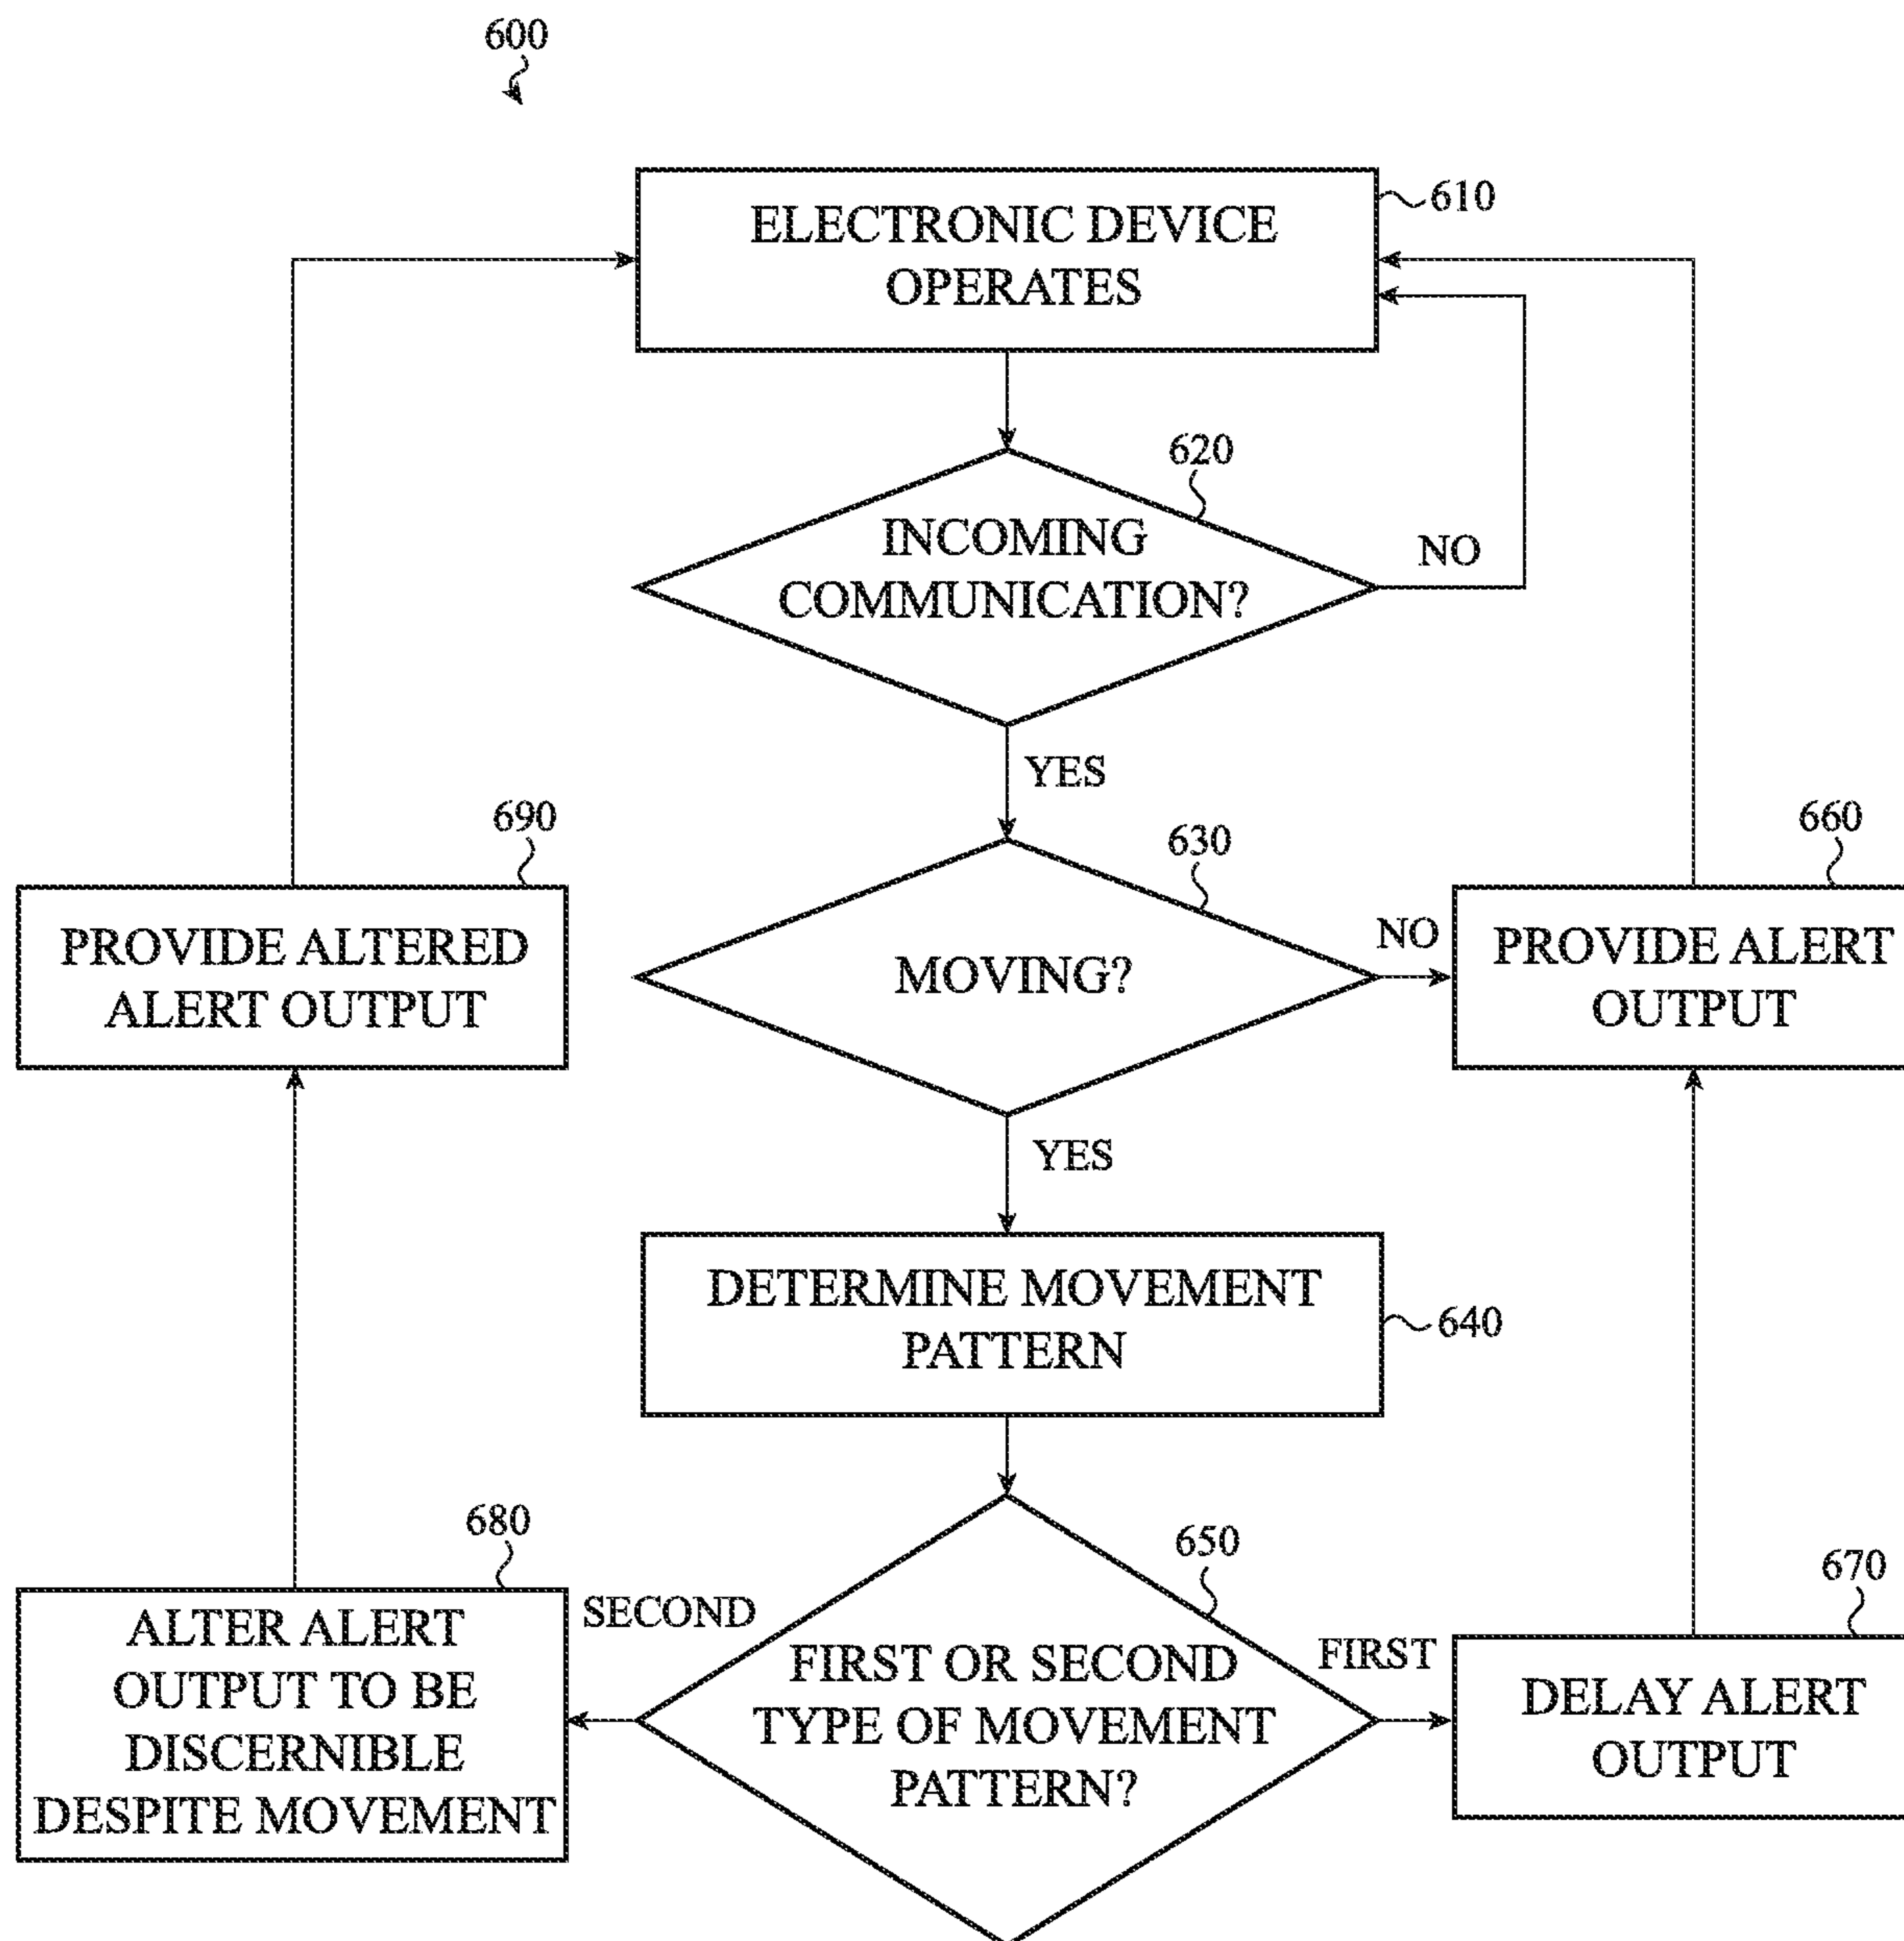 600
ELECTRONIC DEVICE
OPERATES
610
620
INCOMING
COMMUNICATION?
NO
YES
690
630
660
PROVIDE ALTERED
ALERT OUTPUT
MOVING?
NO
PROVIDE ALERT
OUTPUT
YES
DETERMINE MOVEMENT
PATTERN
640
680
650
670
SECOND
ALTER ALERT
OUTPUT TO BE
DISCERNIBLE
DESPITE MOVEMENT
FIRST OR SECOND
TYPE OF MOVEMENT
PATTERN?
FIRST
DELAY ALERT
OUTPUT